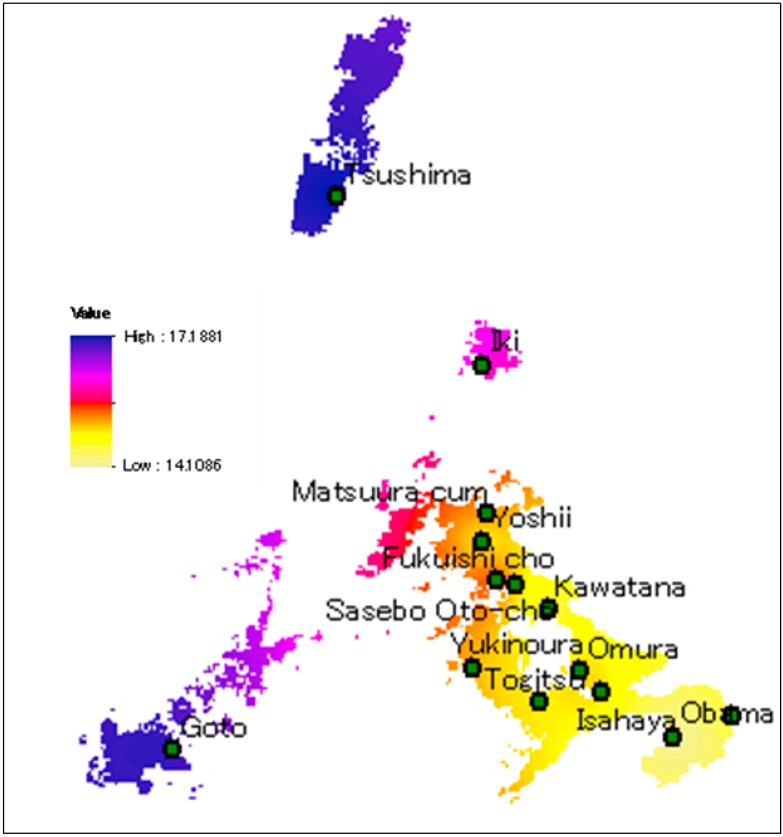 Tsushima
Value
High : 17.1881
Iki
Low : 14.1086
Matsuura cum
Yoshii
Fukuishi cho
Kawatana
Sasebo Oto-cho
Yukinoura
Omura
Togitsu
Isahaya
Obama
Goto